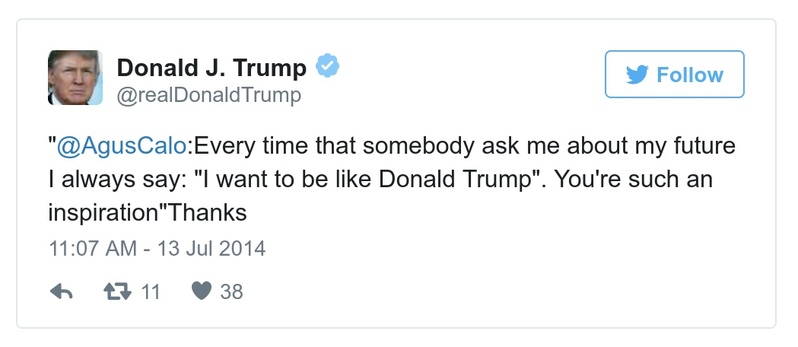 Donald J. Trump
@realDonaldTrump
Follow
"@AgusCalo:Every time that somebody ask me about my future
I always say: "I want to be like Donald Trump". You're such an
inspiration"Thanks
11:07 AM - 13 Jul 2014
11 38